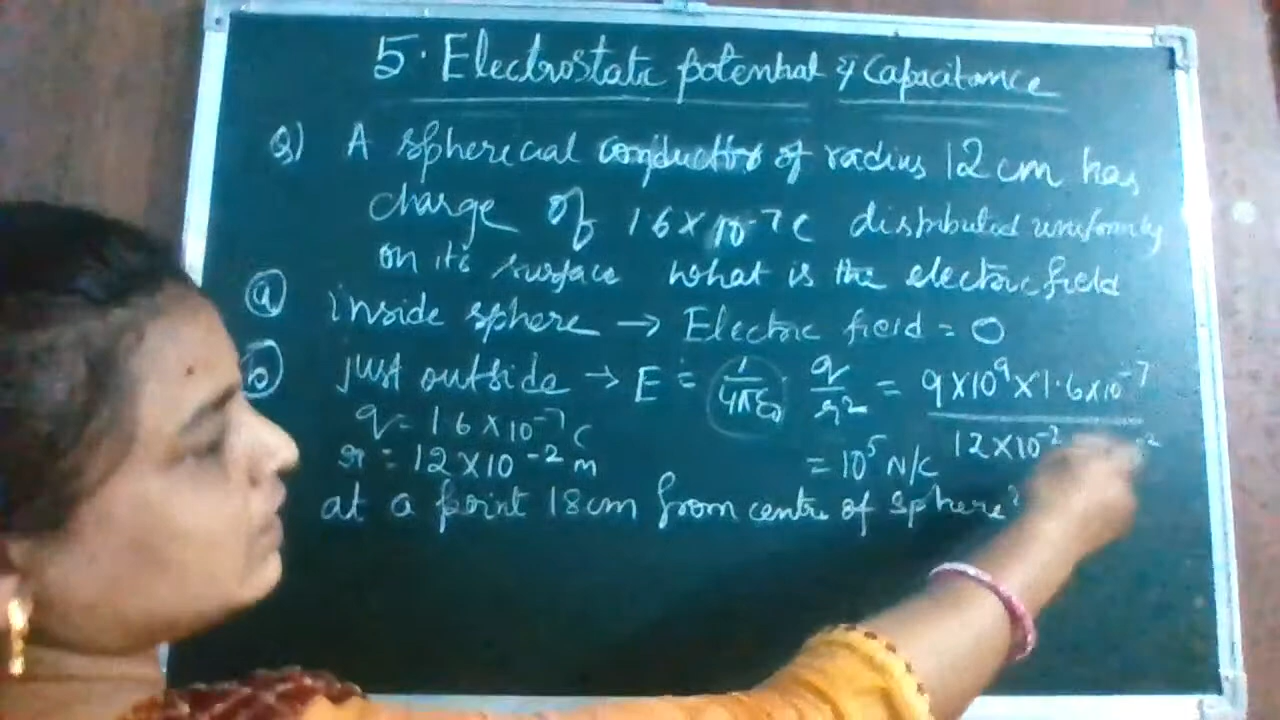 5. Electrostatic potential & Capacitance
Q) A spherical conductor of radius 12 cm has
charge of 1.6 × 10⁻⁷ C distributed uniformly
on its surface what is the electric field
(a) inside sphere → Electric field = 0
(b) just outside → E = 1/4πε₀ · q/r² = 9×10⁹×1.6×10⁻⁷
q = 1.6 × 10⁻⁷ C
12×10⁻²
r = 12×10⁻² m = 10⁵ N/C
at a point 18cm from centre of sphere?